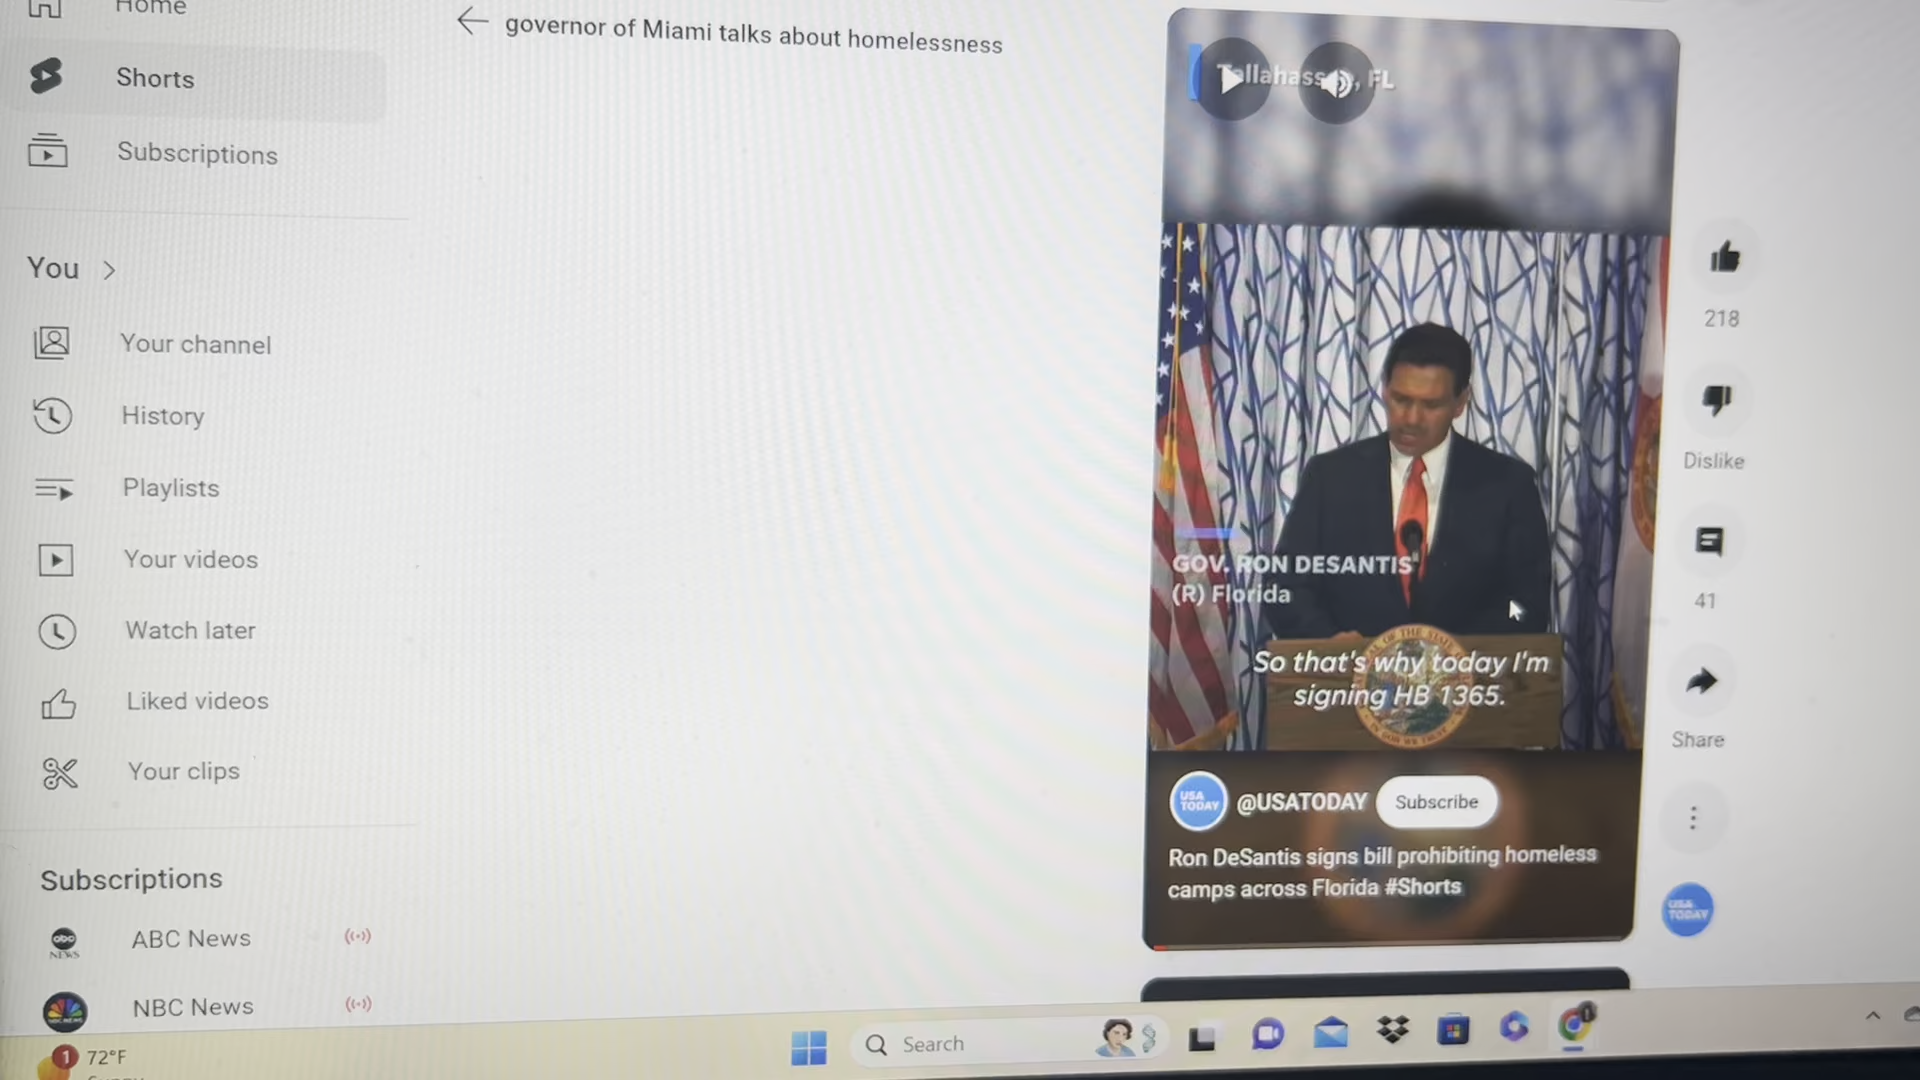 Home
Shorts
Subscriptions
You
Your channel
History
Playlists
Your videos
Watch later
Liked videos
Your clips
Subscriptions
ABC News
NBC News
1
72°F
governor of Miami talks about homelessness
Tallahassee, FL
GOV. RON DESANTIS
(R) Florida
So that's why today I'm
signing HB 1365.
USA
TODAY
@USATODAY
Subscribe
Ron DeSantis signs bill prohibiting homeless
camps across Florida #Shorts
218
Dislike
41
Share
USA
TODAY
Search